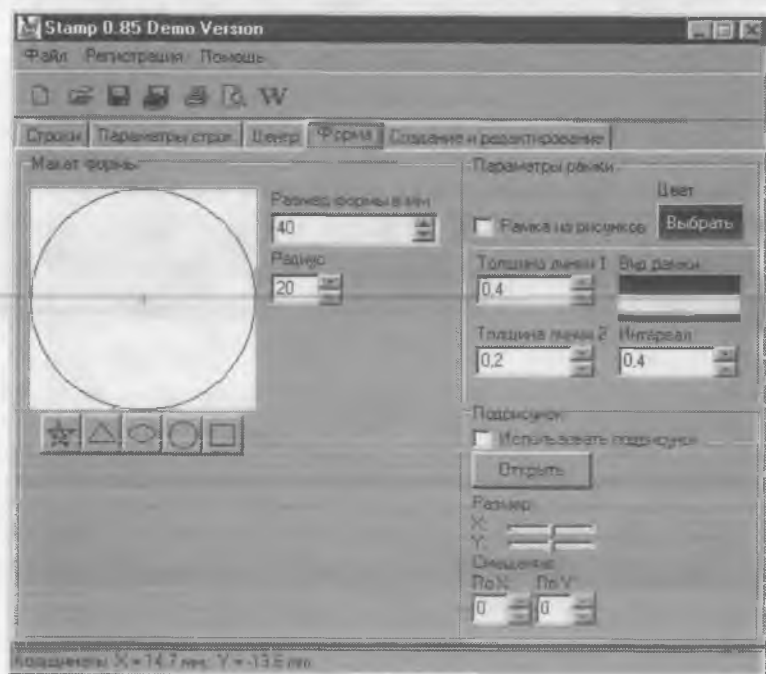 Stamp 0.85 Demo Version
Файл Регистрация Помощь
W
Строки Параметры строк Центр Форма Создание и редактирование
Макет формы
Размер формы в мм
40
Радиус
20
Параметры рамки
Цвет
Рамка из рисунков Выбрать
Толщина линии 1 Вид рамки
0,4
Толщина линии 2 Интервал
0,2 0,4
Подрисунок
Использовать подрисунок
Открыть
Размер
X:
Y:
Смещение
По X По Y
0 0
Координаты X = 14.7 мм; Y = -13.6 мм